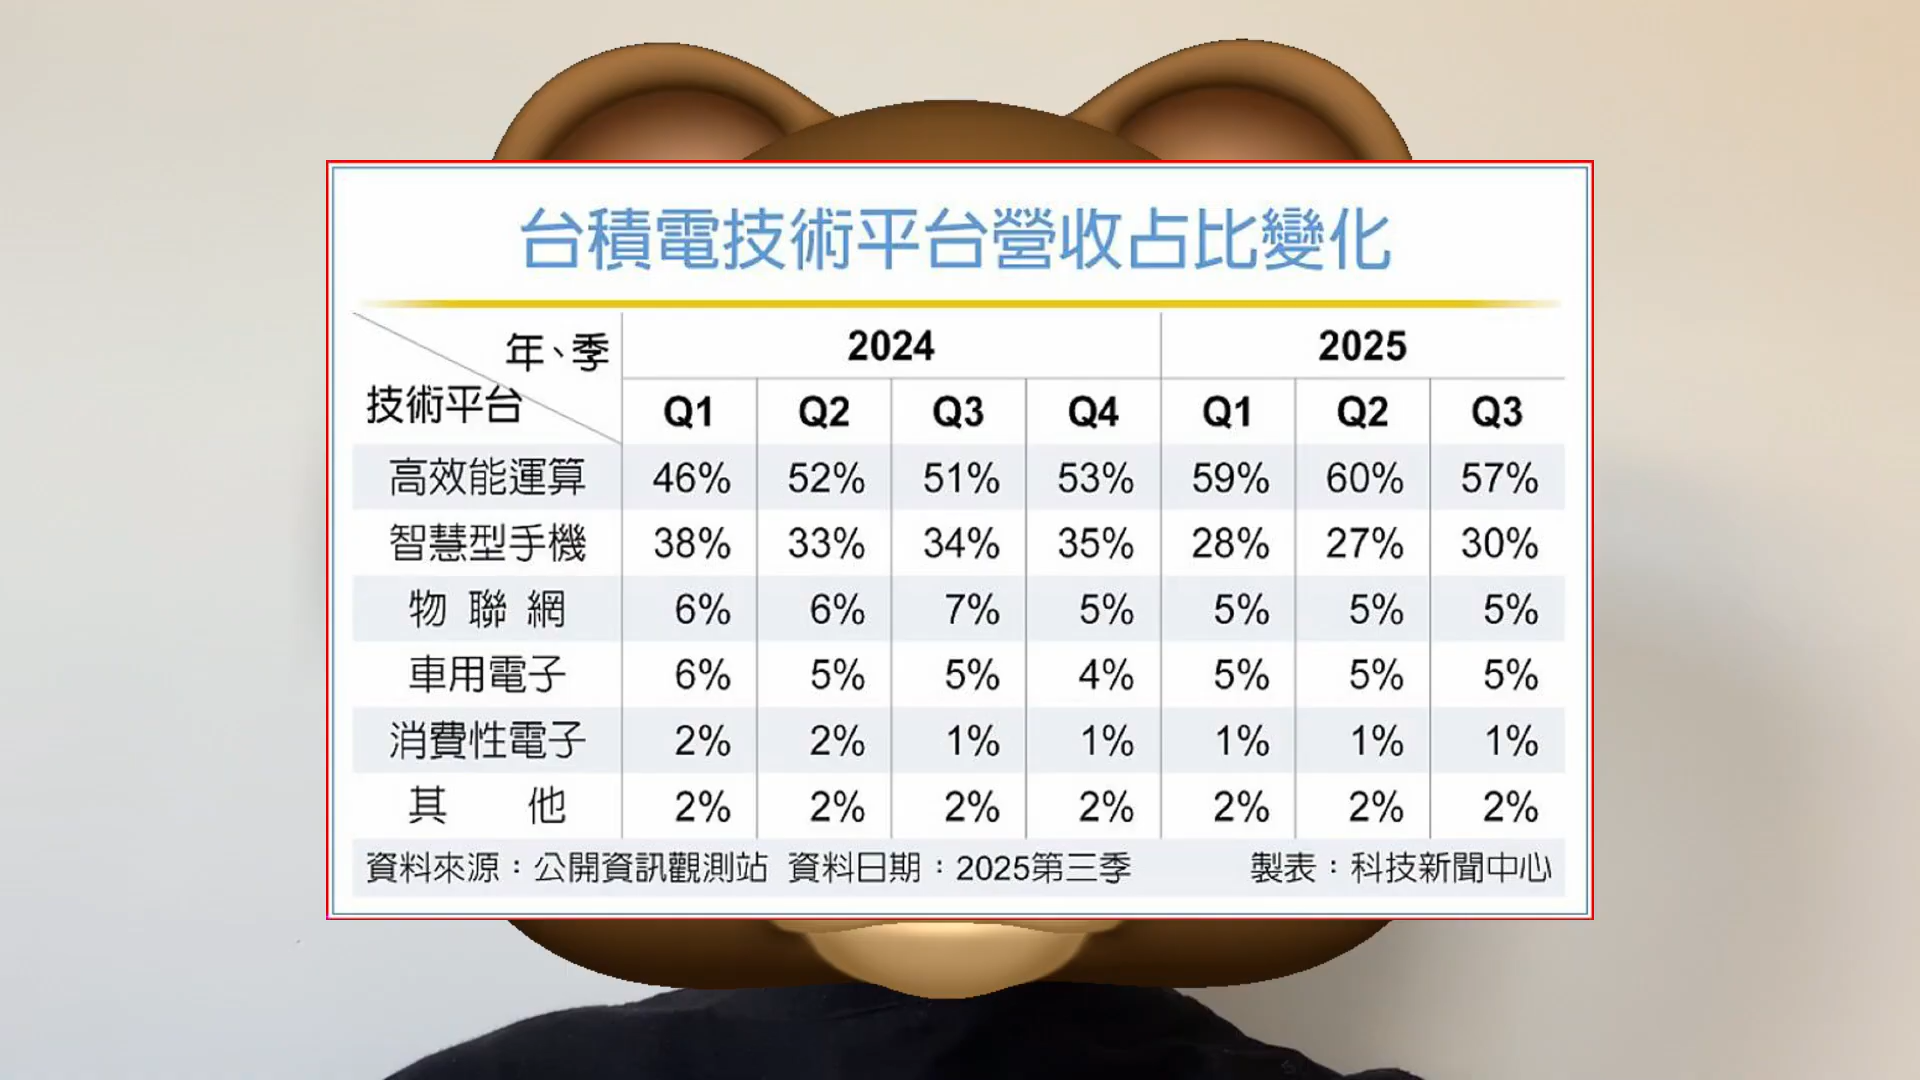 台積電技術平台營收占比變化
年、季 2024 2025
技術平台 Q1 Q2 Q3 Q4 Q1 Q2 Q3
高效能運算 46% 52% 51% 53% 59% 60% 57%
智慧型手機 38% 33% 34% 35% 28% 27% 30%
物聯網 6% 6% 7% 5% 5% 5% 5%
車用電子 6% 5% 5% 4% 5% 5% 5%
消費性電子 2% 2% 1% 1% 1% 1% 1%
其他 2% 2% 2% 2% 2% 2% 2%
資料來源：公開資訊觀測站 資料日期：2025第三季 製表：科技新聞中心